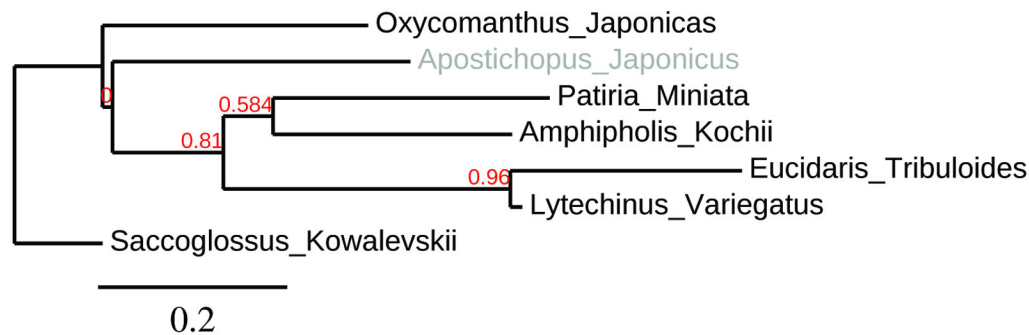 Oxycomanthus_Japonicas
Apostichopus_Japonicus
0
Patiria_Miniata
0.584
Amphipholis_Kochii
0.81
Eucidaris_Tribuloides
0.96
Lytechinus_Variegatus
Saccoglossus_Kowalevskii
0.2